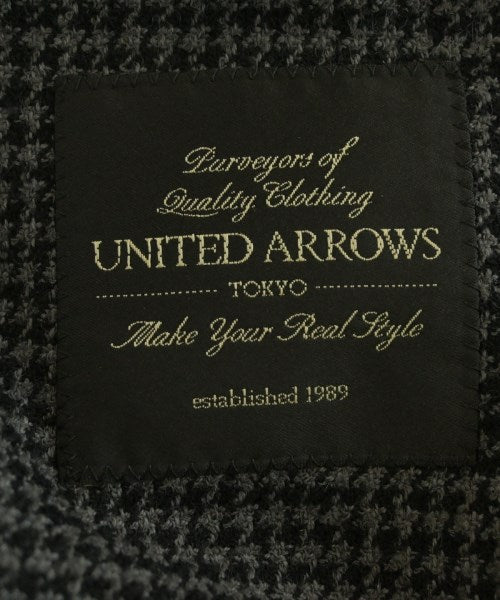 Purveyors of
Quality Clothing
UNITED ARROWS
TOKYO
Make Your Real Style
established 1989